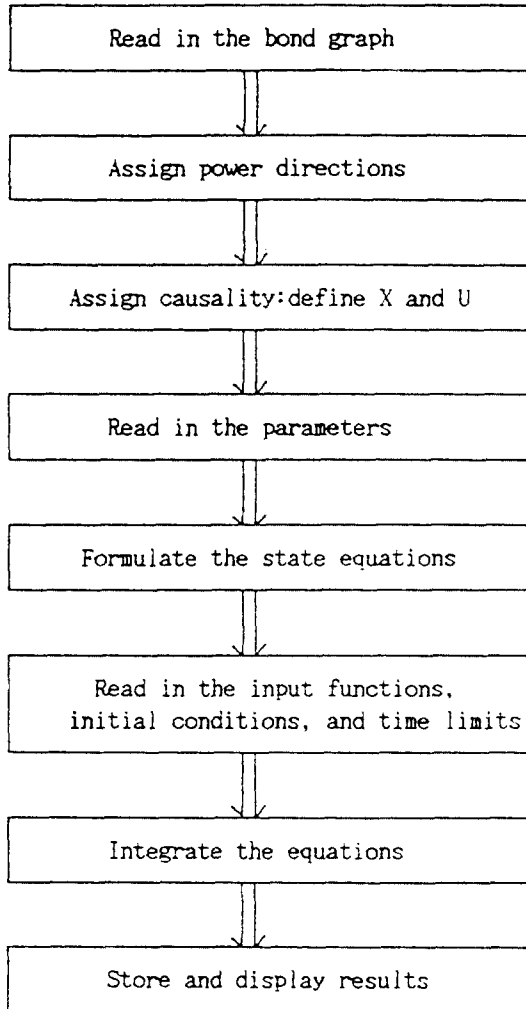 Read in the bond graph
Assign power directions
Assign causality:define X and U
Read in the parameters
Formulate the state equations
Read in the input functions,
initial conditions, and time limits
Integrate the equations
Store and display results